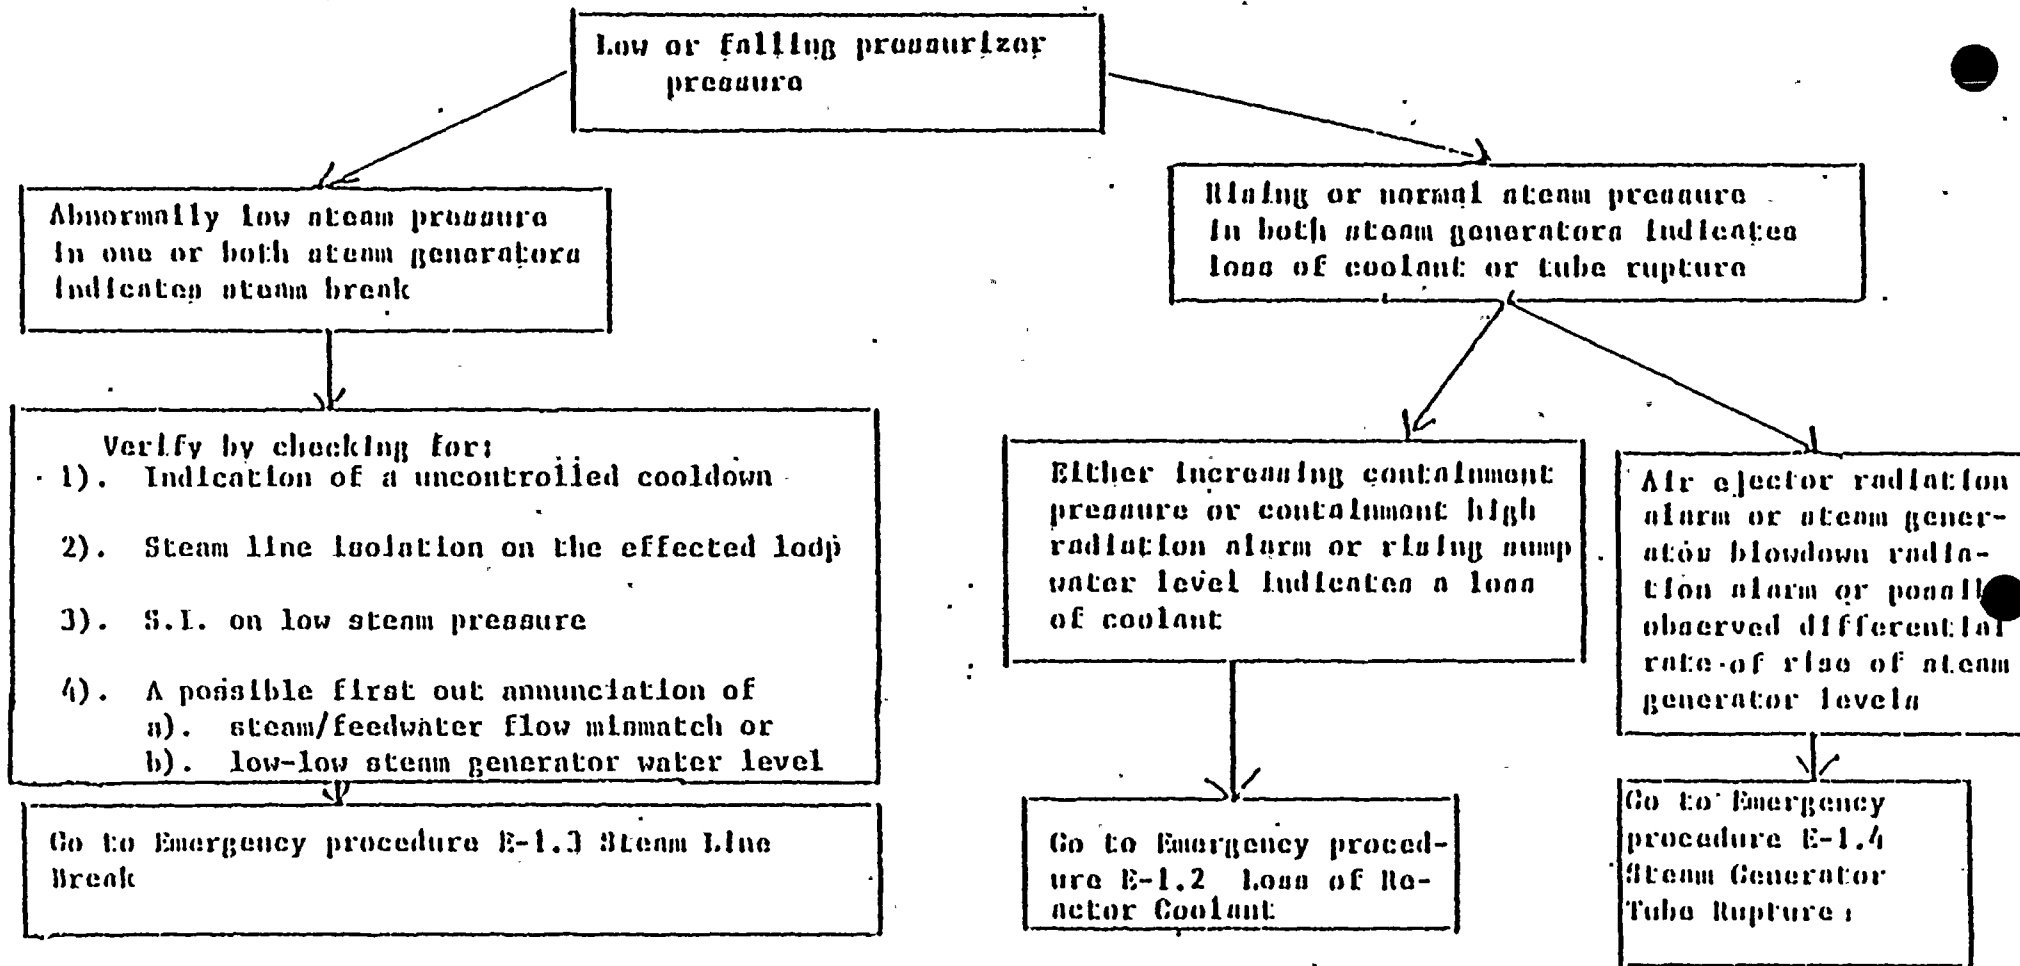 Low or falling pressurizer
pressure
Abnormally low steam pressure
in one or both steam generators
indicates steam break
Rising or normal steam pressure
in both steam generators indicates
loss of coolant or tube rupture
Verify by checking for:
1). Indication of a uncontrolled cooldown
2). Steam line isolation on the effected loop
3). S.I. on low steam pressure
4). A possible first out annunciation of
a). steam/feedwater flow mismatch or
b). low-low steam generator water level
Go to Emergency procedure E-1.3 Steam Line
Break
Either increasing containment
pressure or containment high
radiation alarm or rising sump
water level indicates a loss
of coolant
Go to Emergency proced-
ure E-1.2 Loss of Re-
actor Coolant
Air ejector radiation
alarm or steam gener-
ator blowdown radia-
tion alarm or
observed differential
rate of rise of steam
generator levels
Go to Emergency
procedure E-1.4
Steam Generator
Tube Rupture